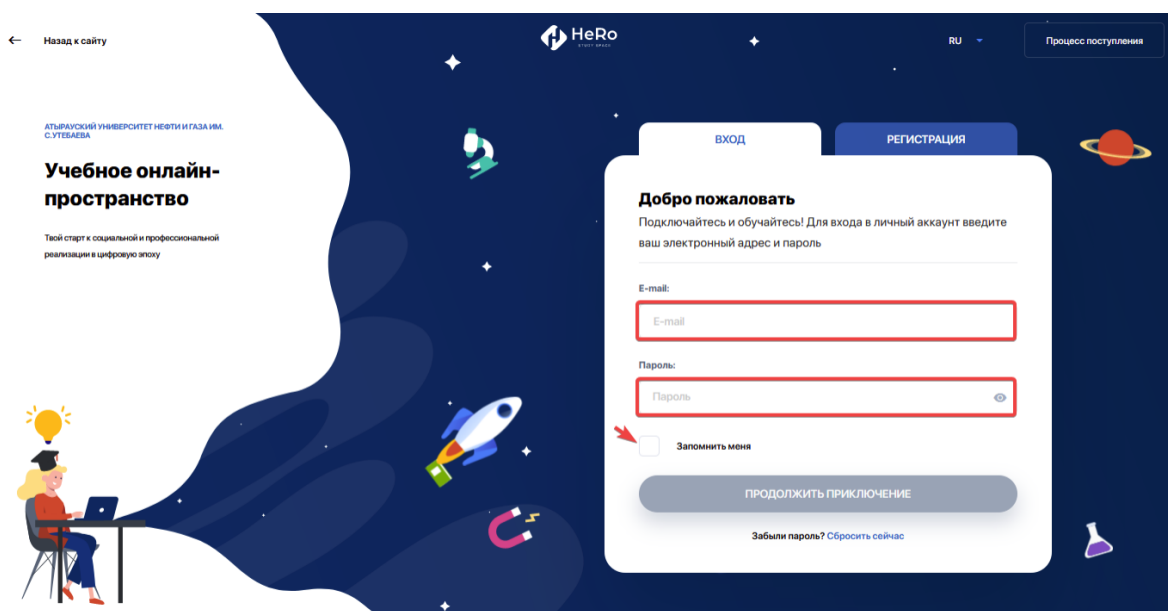 Назад к сайту
HeRo
STUDY SPACE
RU
Процесс поступления
АТЫРАУСКИЙ УНИВЕРСИТЕТ НЕФТИ И ГАЗА ИМ.
С.УТЕБАЕВА
Учебное онлайн-
пространство
Твой старт к социальной и профессиональной
реализации в цифровую эпоху
ВХОД
РЕГИСТРАЦИЯ
Добро пожаловать
Подключайтесь и обучайтесь! Для входа в личный аккаунт введите
ваш электронный адрес и пароль
E-mail:
E-mail
Пароль:
Пароль
Запомнить меня
ПРОДОЛЖИТЬ ПРИКЛЮЧЕНИЕ
Забыли пароль? Сбросить сейчас